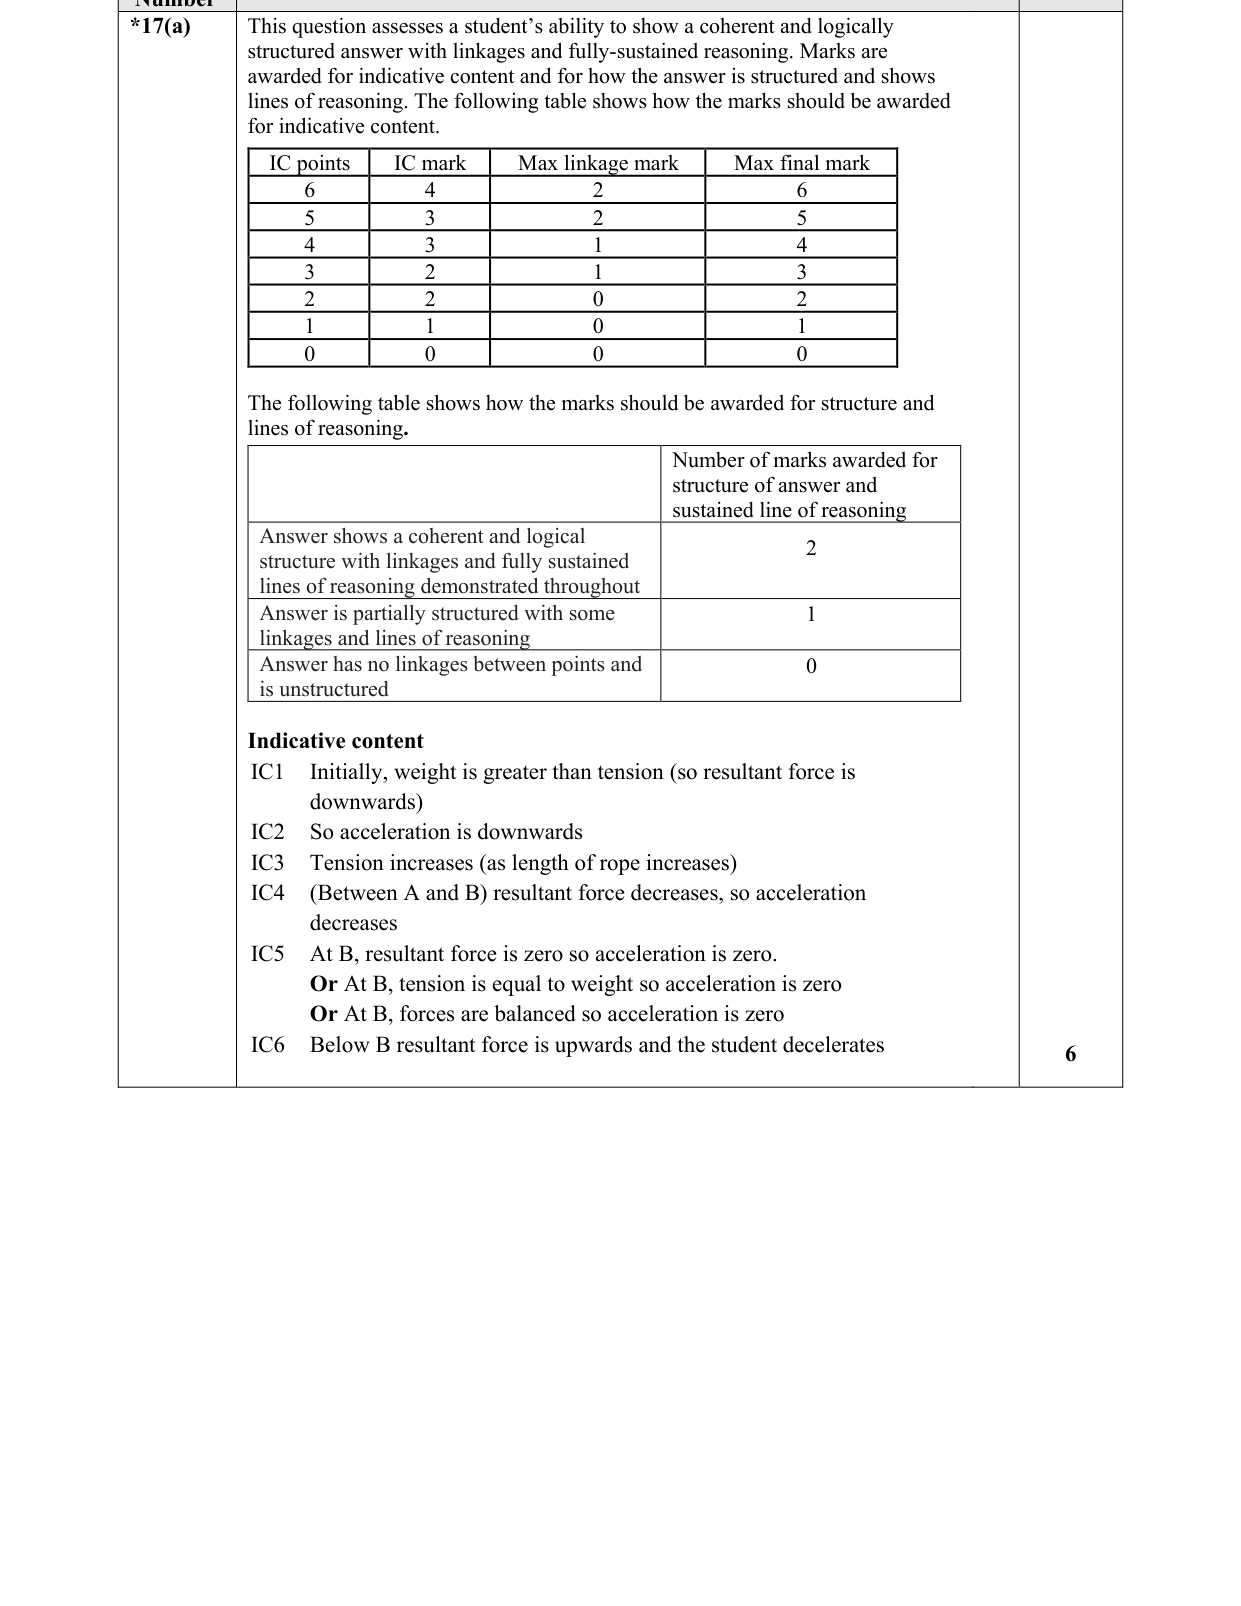 Number
*17(a)
This question assesses a student’s ability to show a coherent and logically
structured answer with linkages and fully-sustained reasoning. Marks are
awarded for indicative content and for how the answer is structured and shows
lines of reasoning. The following table shows how the marks should be awarded
for indicative content.
IC points IC mark Max linkage mark Max final mark
6 4 2 6
5 3 2 5
4 3 1 4
3 2 1 3
2 2 0 2
1 1 0 1
0 0 0 0
The following table shows how the marks should be awarded for structure and
lines of reasoning.
Number of marks awarded for
structure of answer and
sustained line of reasoning
Answer shows a coherent and logical
structure with linkages and fully sustained
lines of reasoning demonstrated throughout
2
Answer is partially structured with some
linkages and lines of reasoning
1
Answer has no linkages between points and
is unstructured
0
Indicative content
IC1 Initially, weight is greater than tension (so resultant force is
downwards)
IC2 So acceleration is downwards
IC3 Tension increases (as length of rope increases)
IC4 (Between A and B) resultant force decreases, so acceleration
decreases
IC5 At B, resultant force is zero so acceleration is zero.
Or At B, tension is equal to weight so acceleration is zero
Or At B, forces are balanced so acceleration is zero
IC6 Below B resultant force is upwards and the student decelerates
6